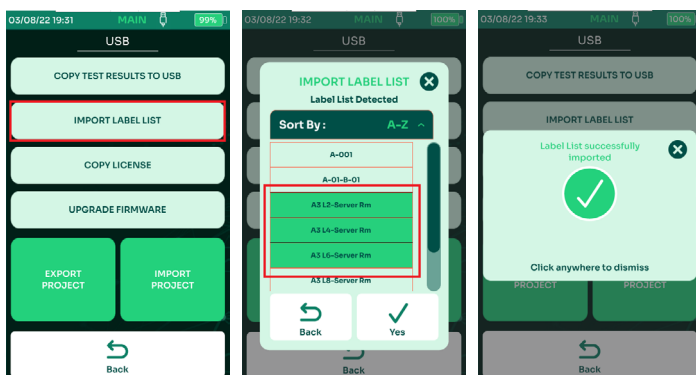 03/08/22 19:31 MAIN 99%
USB
COPY TEST RESULTS TO USB
IMPORT LABEL LIST
COPY LICENSE
UPGRADE FIRMWARE
EXPORT PROJECT
IMPORT PROJECT
Back
03/08/22 19:32 MAIN 100%
USB
IMPORT LABEL LIST
Label List Detected
Sort By : A-Z
A-001
A-01-B-01
A3 L2-Server Rm
A3 L4-Server Rm
A3 L6-Server Rm
A3 L8-Server Rm
Back
Yes
Back
03/08/22 19:33 MAIN 100%
USB
COPY TEST RESULTS TO USB
IMPORT LABEL LIST
Label List successfully
imported
Click anywhere to dismiss
PROJECT
PROJECT
Back